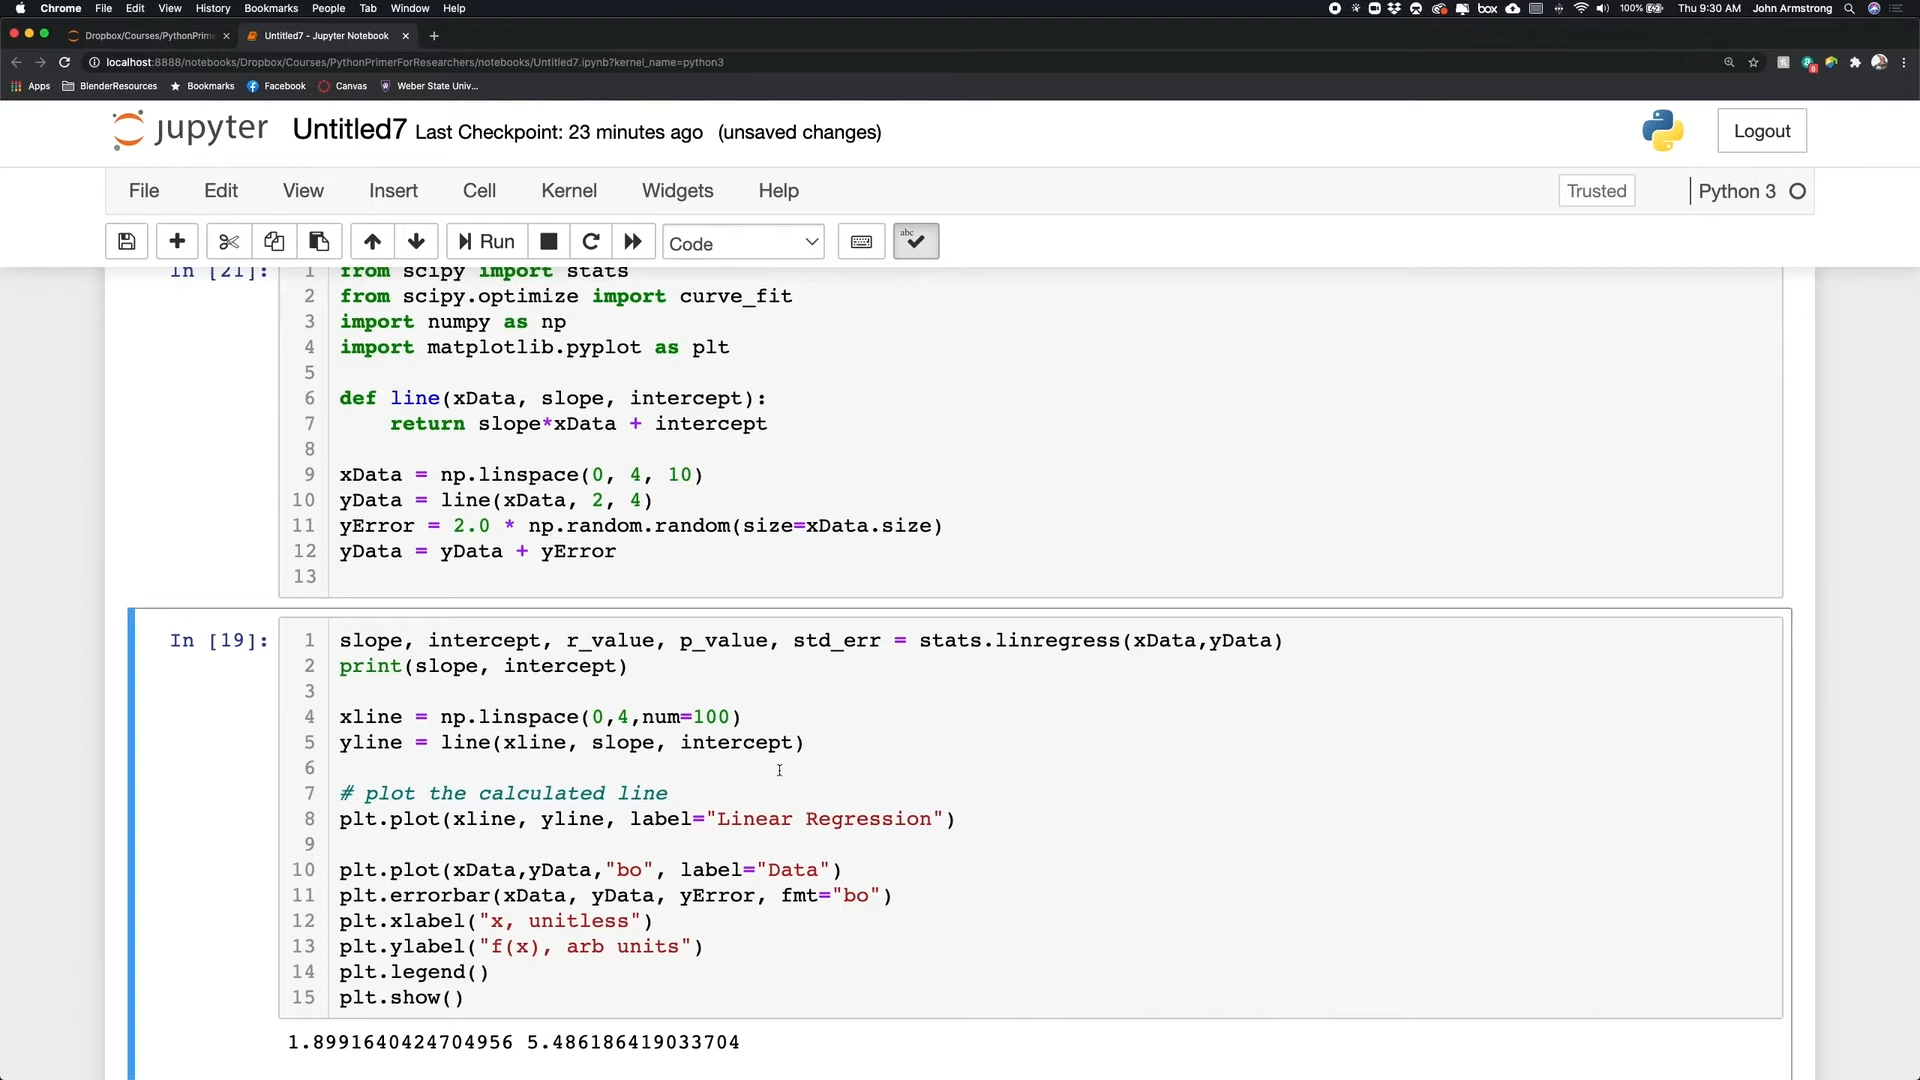 Chrome File Edit View History Bookmarks People Tab Window Help
box 100% Thu 9:30 AM John Armstrong
Dropbox/Courses/PythonPrime × Untitled7 - Jupyter Notebook × +
localhost:8888/notebooks/Dropbox/Courses/PythonPrimerForResearchers/notebooks/Untitled7.ipynb?kernel_name=python3
Apps BlenderResources Bookmarks Facebook Canvas Weber State Univ...
jupyter Untitled7 Last Checkpoint: 23 minutes ago (unsaved changes)
Logout
File Edit View Insert Cell Kernel Widgets Help
Trusted Python 3
Run Code abc
In [21]: 1 from scipy import stats
2 from scipy.optimize import curve_fit
3 import numpy as np
4 import matplotlib.pyplot as plt
5
6 def line(xData, slope, intercept):
7 return slope*xData + intercept
8
9 xData = np.linspace(0, 4, 10)
10 yData = line(xData, 2, 4)
11 yError = 2.0 * np.random.random(size=xData.size)
12 yData = yData + yError
13
In [19]: 1 slope, intercept, r_value, p_value, std_err = stats.linregress(xData,yData)
2 print(slope, intercept)
3
4 xline = np.linspace(0,4,num=100)
5 yline = line(xline, slope, intercept)
6
7 # plot the calculated line
8 plt.plot(xline, yline, label="Linear Regression")
9
10 plt.plot(xData,yData,"bo", label="Data")
11 plt.errorbar(xData, yData, yError, fmt="bo")
12 plt.xlabel("x, unitless")
13 plt.ylabel("f(x), arb units")
14 plt.legend()
15 plt.show()
1.8991640424704956 5.486186419033704